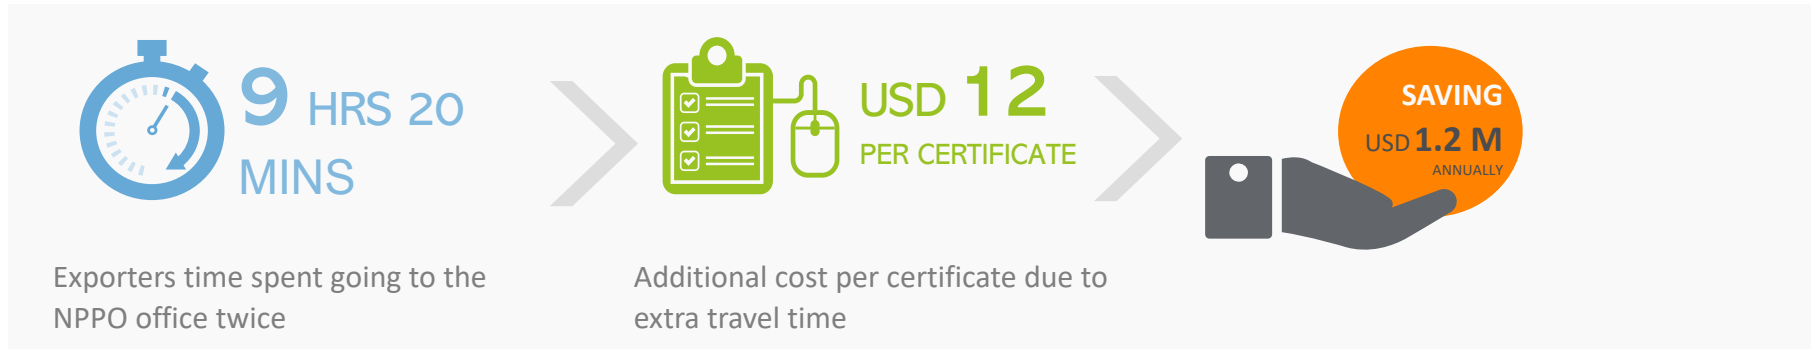 9 HRS 20
MINS
Exporters time spent going to the
NPPO office twice
USD 12
PER CERTIFICATE
Additional cost per certificate due to
extra travel time
SAVING
USD 1.2 M
ANNUALLY